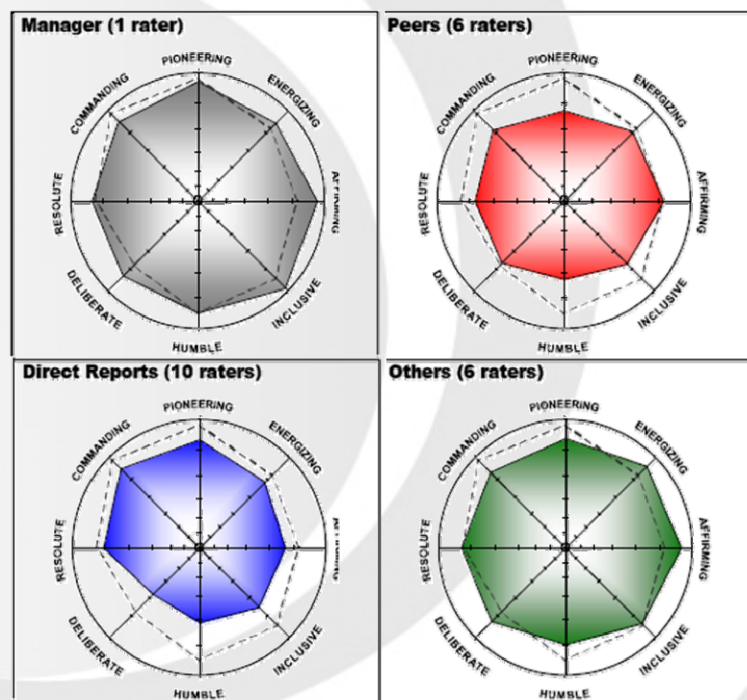 Manager (1 rater)
PIONEERING
ENERGIZING
AFFIRMING
INCLUSIVE
HUMBLE
DELIBERATE
RESOLUTE
COMMANDING
Peers (6 raters)
PIONEERING
ENERGIZING
AFFIRMING
INCLUSIVE
HUMBLE
DELIBERATE
RESOLUTE
COMMANDING
Direct Reports (10 raters)
PIONEERING
ENERGIZING
AFFIRMING
INCLUSIVE
HUMBLE
DELIBERATE
RESOLUTE
COMMANDING
Others (6 raters)
PIONEERING
ENERGIZING
AFFIRMING
INCLUSIVE
HUMBLE
DELIBERATE
RESOLUTE
COMMANDING